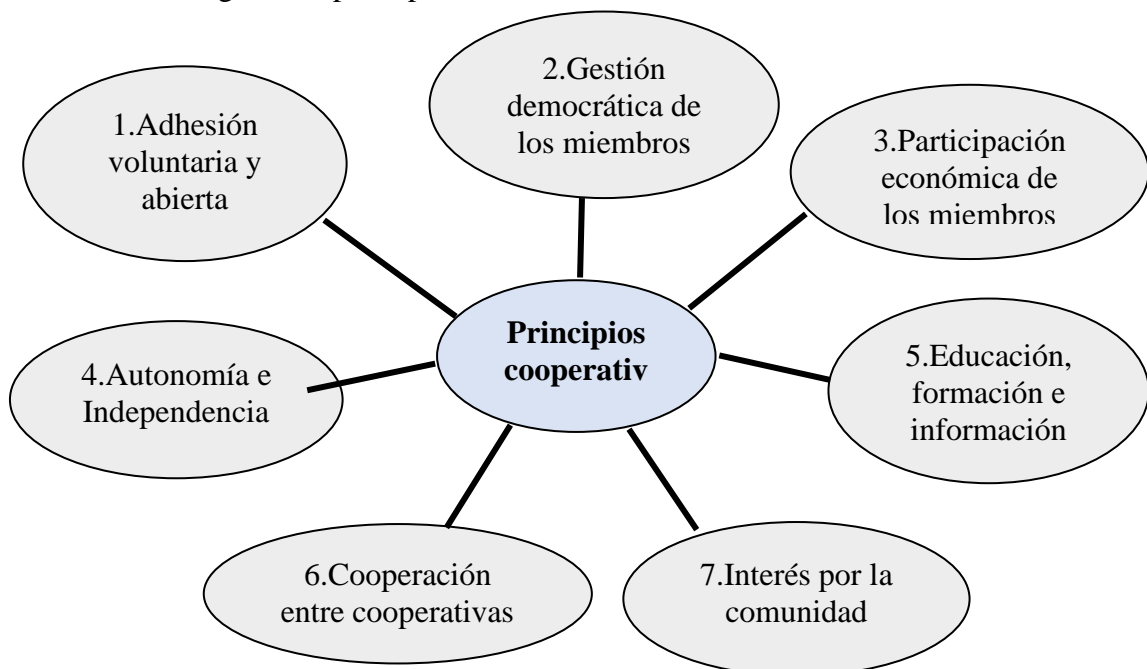 2.Gestión
democrática de
los miembros
1.Adhesión
voluntaria y
abierta
3.Participación
económica de
los miembros
Principios
cooperativ
4.Autonomía e
Independencia
5.Educación,
formación e
información
6.Cooperación
entre cooperativas
7.Interés por la
comunidad